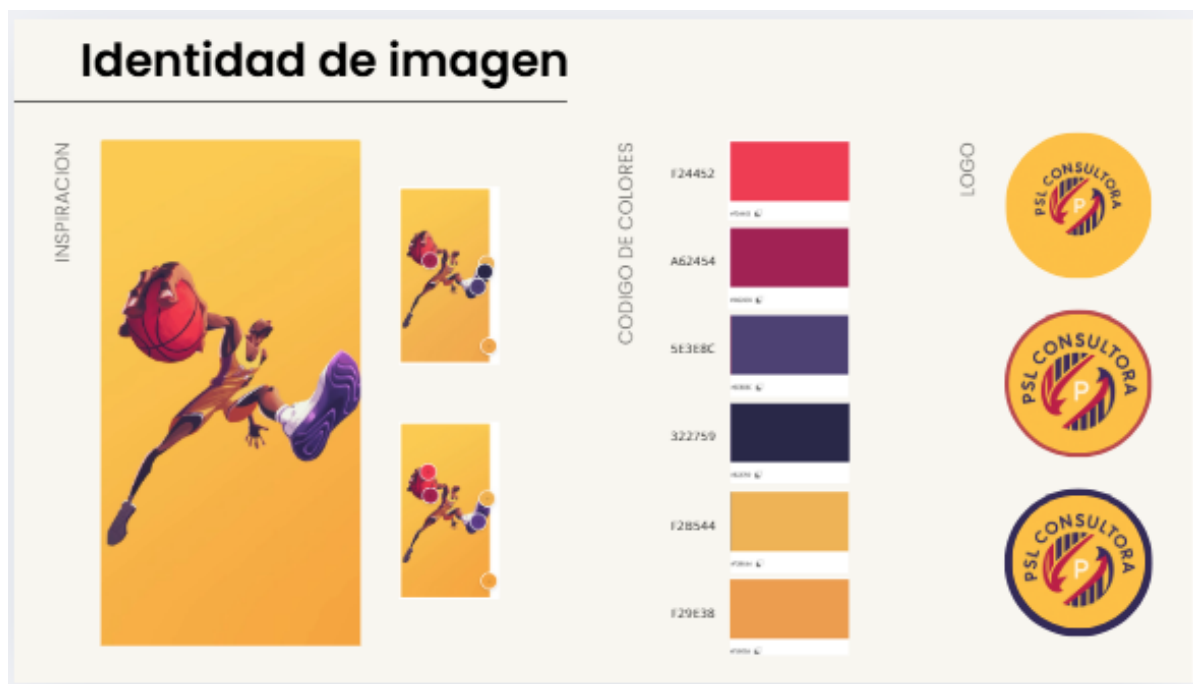 Identidad de imagen
INSPIRACION
CODIGO DE COLORES
F24452
A62454
5E3E8C
322759
F2B544
F29E38
LOGO
PSL CONSULTORA
P
PSL CONSULTORA
P
PSL CONSULTORA
P